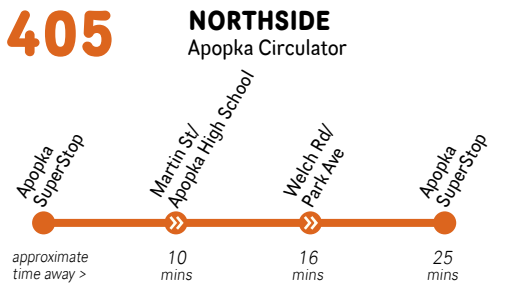 405
NORTHSIDE
Apopka Circulator
Apopka
SuperStop
Martin St/
Apopka High School
Welch Rd/
Park Ave
Apopka
SuperStop
approximate
time away >
10
mins
16
mins
25
mins